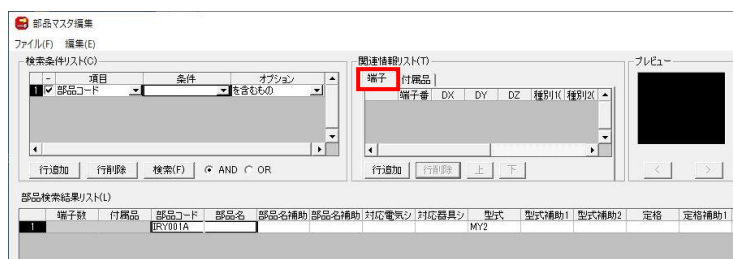 部品マスタ編集
ファイル(F) 編集(E)
検索条件リスト(C)
- 項目 条件 オプション
1 部品コード を含むもの
行追加 行削除 検索(F) AND OR
関連情報リスト(T)
端子 付属品
端子番 DX DY DZ 種別1( 種別2(
行追加 行削除 上 下
プレビュー
< >
部品検索結果リスト(L)
端子数 付属品 部品コード 部品名 部品名補助 部品名補助 対応電気シ 対応器具シ 型式 型式補助1 型式補助2 定格 定格補助1
1 IRY001A MY2